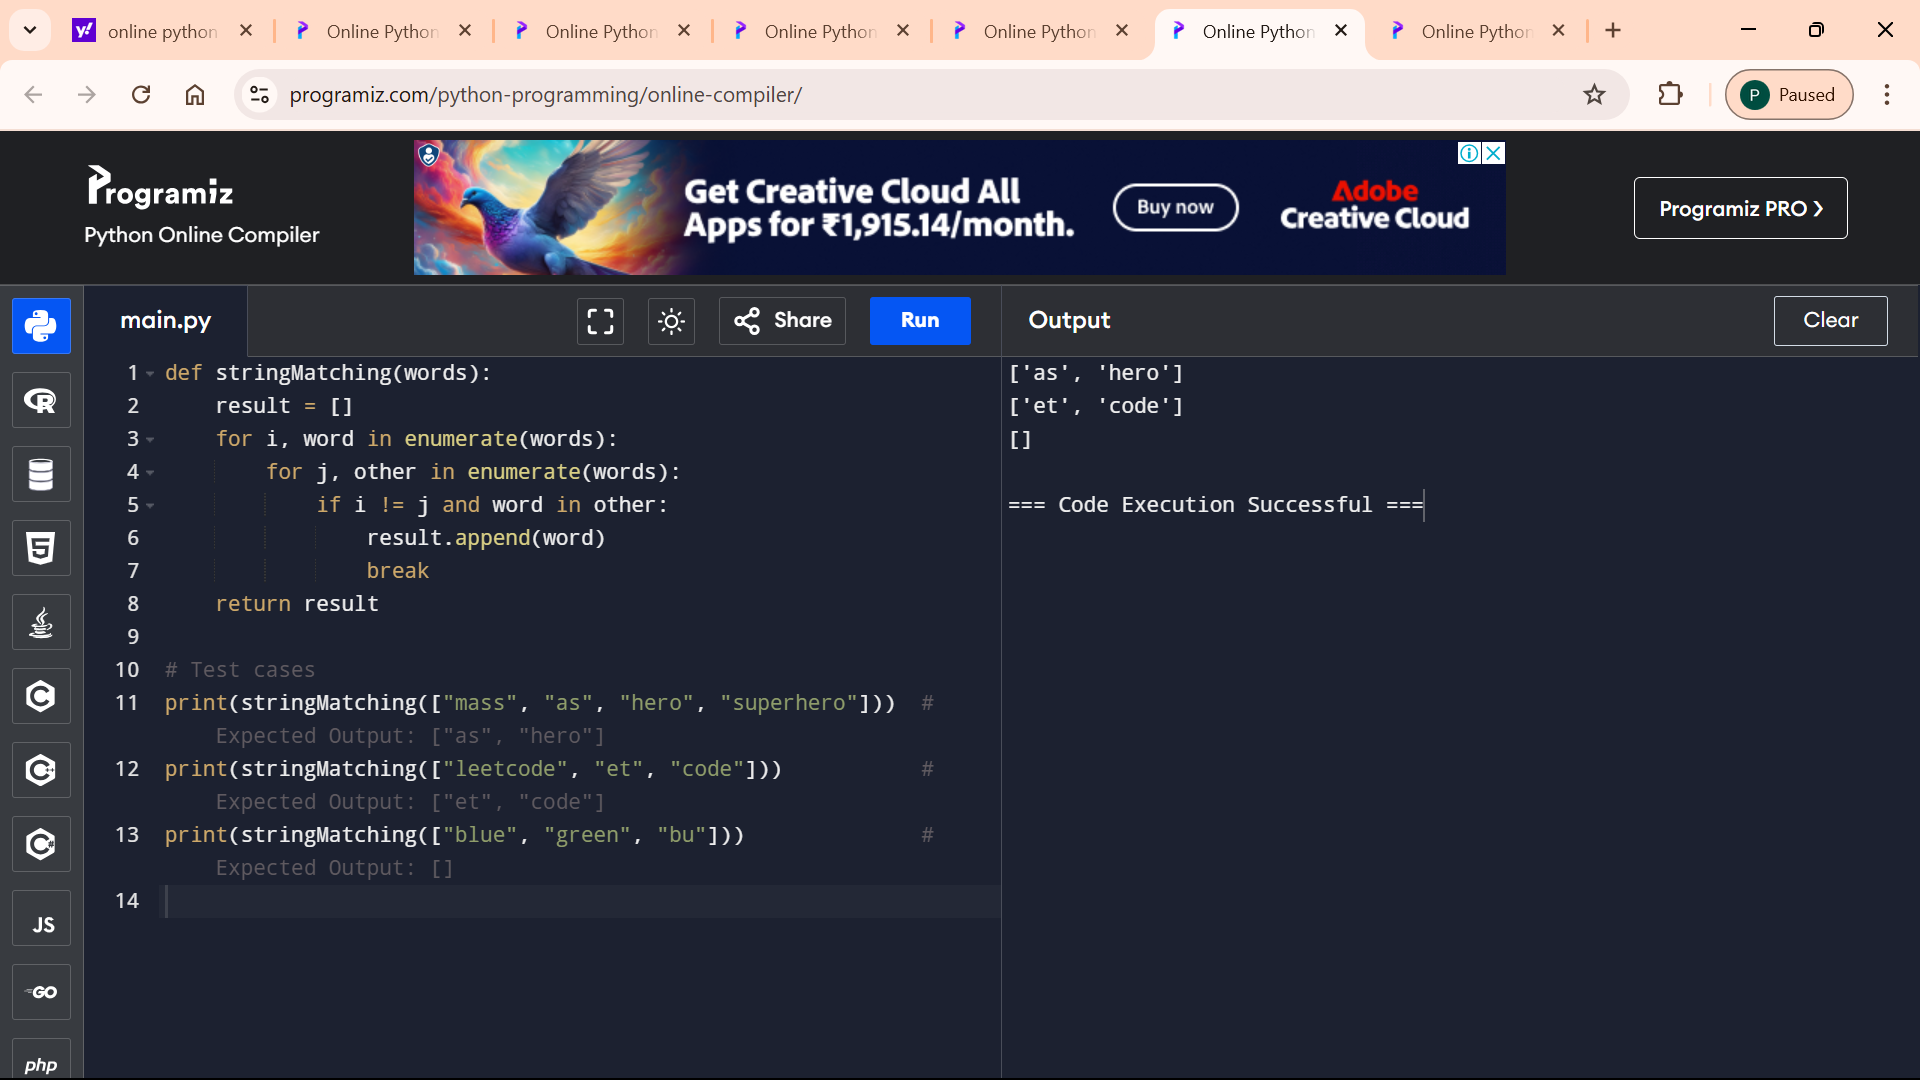 online python
Online Python
Online Python
Online Python
Online Python
Online Python
Online Python
programiz.com/python-programming/online-compiler/
P Paused
Programiz
Python Online Compiler
Get Creative Cloud All
Apps for ₹1,915.14/month.
Buy now
Adobe
Creative Cloud
Programiz PRO ❯
main.py
Share
Run
Output
Clear
1 def stringMatching(words):
2 result = []
3 for i, word in enumerate(words):
4 for j, other in enumerate(words):
5 if i != j and word in other:
6 result.append(word)
7 break
8 return result
9
10 # Test cases
11 print(stringMatching(["mass", "as", "hero", "superhero"])) #
Expected Output: ["as", "hero"]
12 print(stringMatching(["leetcode", "et", "code"])) #
Expected Output: ["et", "code"]
13 print(stringMatching(["blue", "green", "bu"])) #
Expected Output: []
14
['as', 'hero']
['et', 'code']
[]
=== Code Execution Successful ===
R
5
C
C++
C#
JS
GO
php